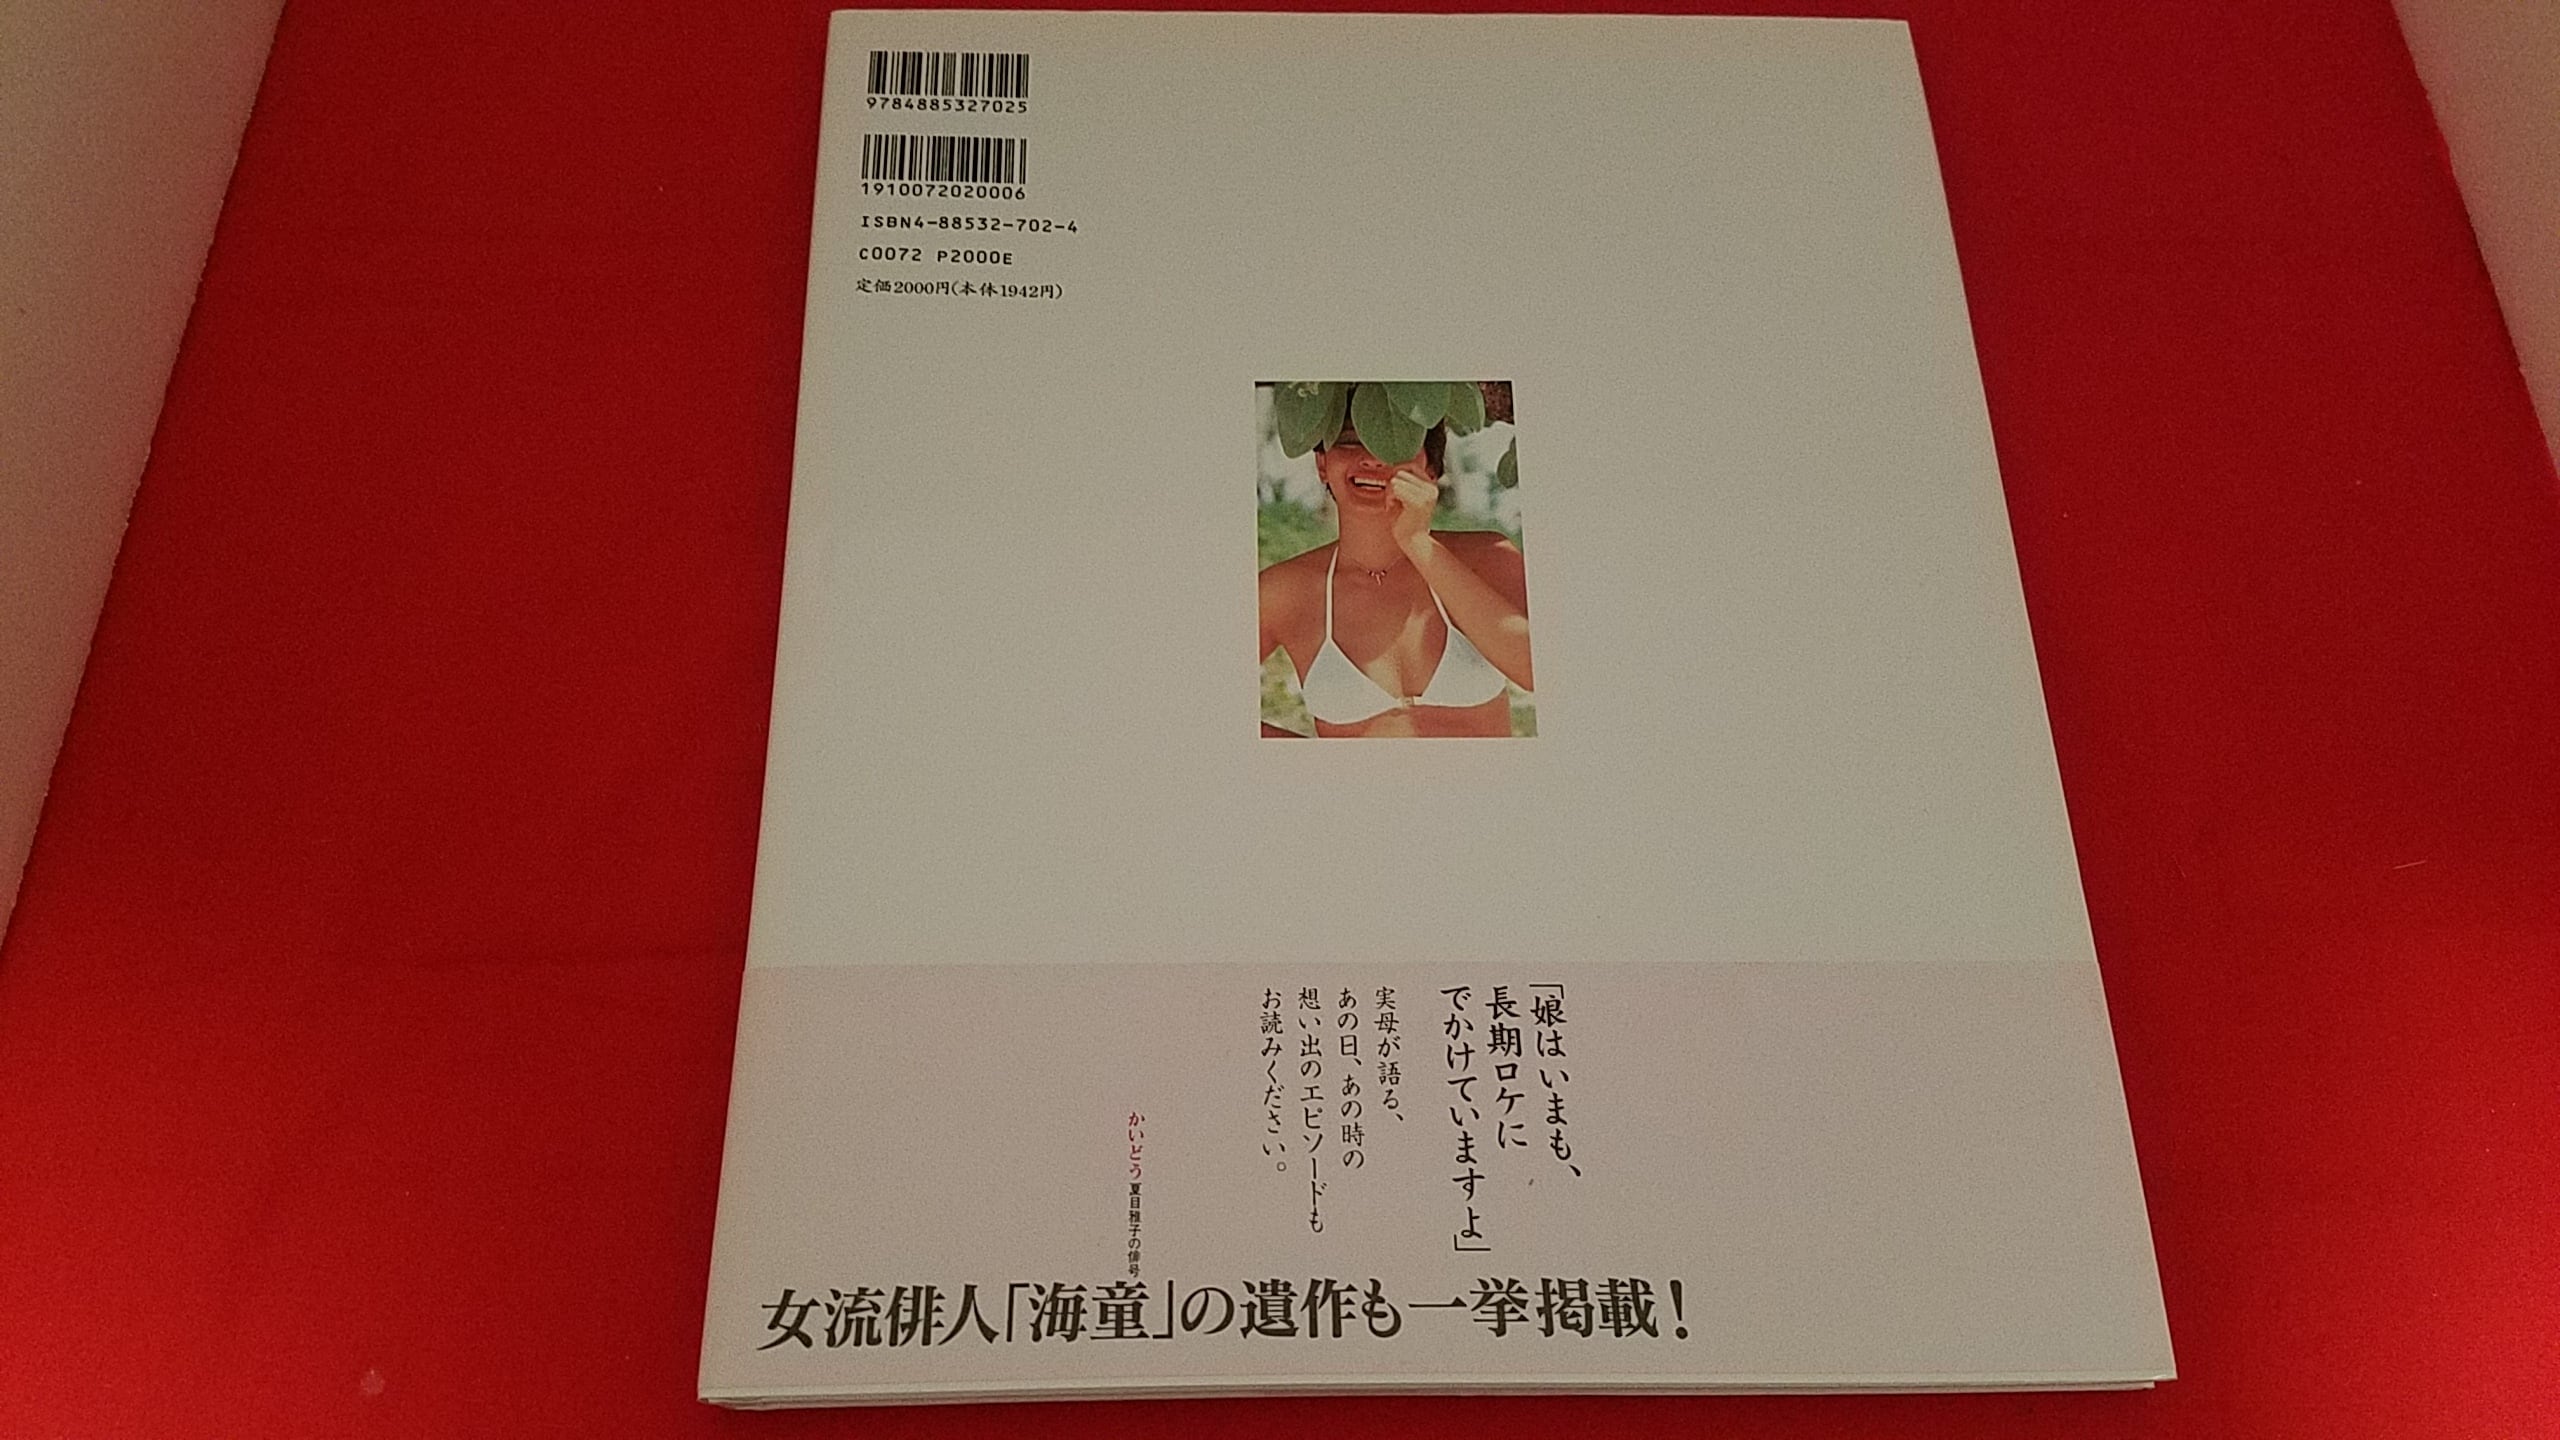 9784885327025
1910072020006
ISBN4-88532-702-4
C0072 P2000E
定価2000円(本体1942円)
「娘はいまも、
長期ロケに
でかけていますよ」
実母が語る、
あの日、あの時の
想い出のエピソードも
お読みください。
かいどう 夏目雅子の俳号
女流俳人「海童」の遺作も一挙掲載!